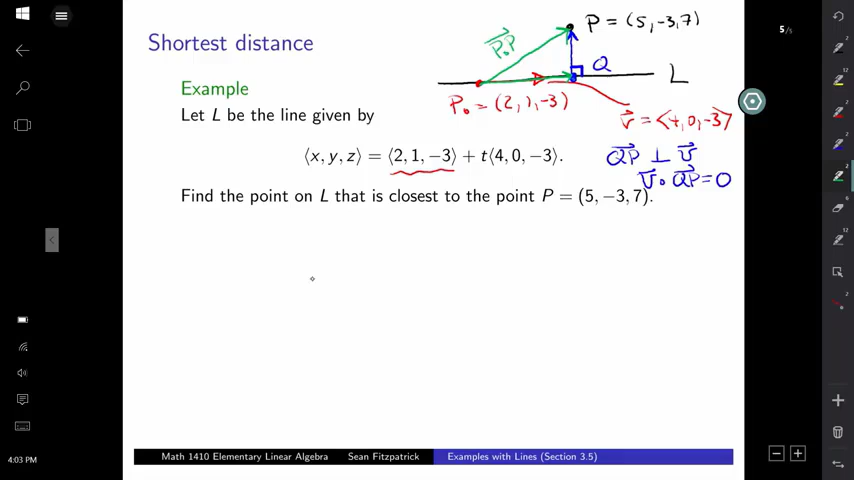 5/5
Shortest distance
P = (5, -3, 7)
P₀P
Q
L
Example
P₀ = (2, 1, -3)
Let L be the line given by
v = <4, 0, -3>
⟨x, y, z⟩ = ⟨2, 1, −3⟩ + t⟨4, 0, −3⟩.
QP ⊥ v
v • QP = 0
Find the point on L that is closest to the point P = (5, −3, 7).
4:03 PM
Math 1410 Elementary Linear Algebra Sean Fitzpatrick Examples with Lines (Section 3.5)